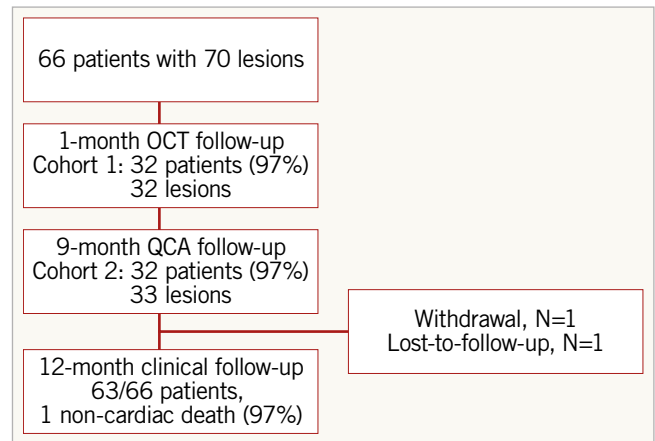 66 patients with 70 lesions
1-month OCT follow-up
Cohort 1: 32 patients (97%)
32 lesions
9-month QCA follow-up
Cohort 2: 32 patients (97%)
33 lesions
Withdrawal, N=1
Lost-to-follow-up, N=1
12-month clinical follow-up
63/66 patients,
1 non-cardiac death (97%)